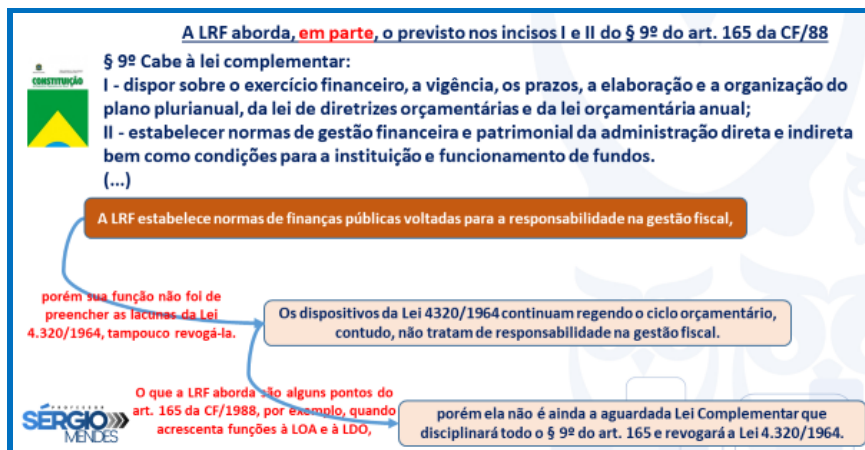 A LRF aborda, em parte, o previsto nos incisos I e II do § 9º do art. 165 da CF/88
§ 9º Cabe à lei complementar:
I - dispor sobre o exercício financeiro, a vigência, os prazos, a elaboração e a organização do
plano plurianual, da lei de diretrizes orçamentárias e da lei orçamentária anual;
II - estabelecer normas de gestão financeira e patrimonial da administração direta e indireta
bem como condições para a instituição e funcionamento de fundos.
(...)
CONSTITUIÇÃO
A LRF estabelece normas de finanças públicas voltadas para a responsabilidade na gestão fiscal,
porém sua função não foi de
preencher as lacunas da Lei
4.320/1964, tampouco revogá-la.
Os dispositivos da Lei 4320/1964 continuam regendo o ciclo orçamentário,
contudo, não tratam de responsabilidade na gestão fiscal.
O que a LRF aborda são alguns pontos do
art. 165 da CF/1988, por exemplo, quando
acrescenta funções à LOA e à LDO,
porém ela não é ainda a aguardada Lei Complementar que
disciplinará todo o § 9º do art. 165 e revogará a Lei 4.320/1964.
PROFESSOR
SÉRGIO
MENDES